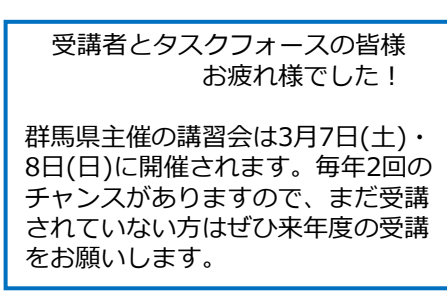 受講者とタスクフォースの皆様
お疲れ様でした！
群馬県主催の講習会は3月7日(土)・
8日(日)に開催されます。毎年2回の
チャンスがありますので、まだ受講
されていない方はぜひ来年度の受講
をお願いします。